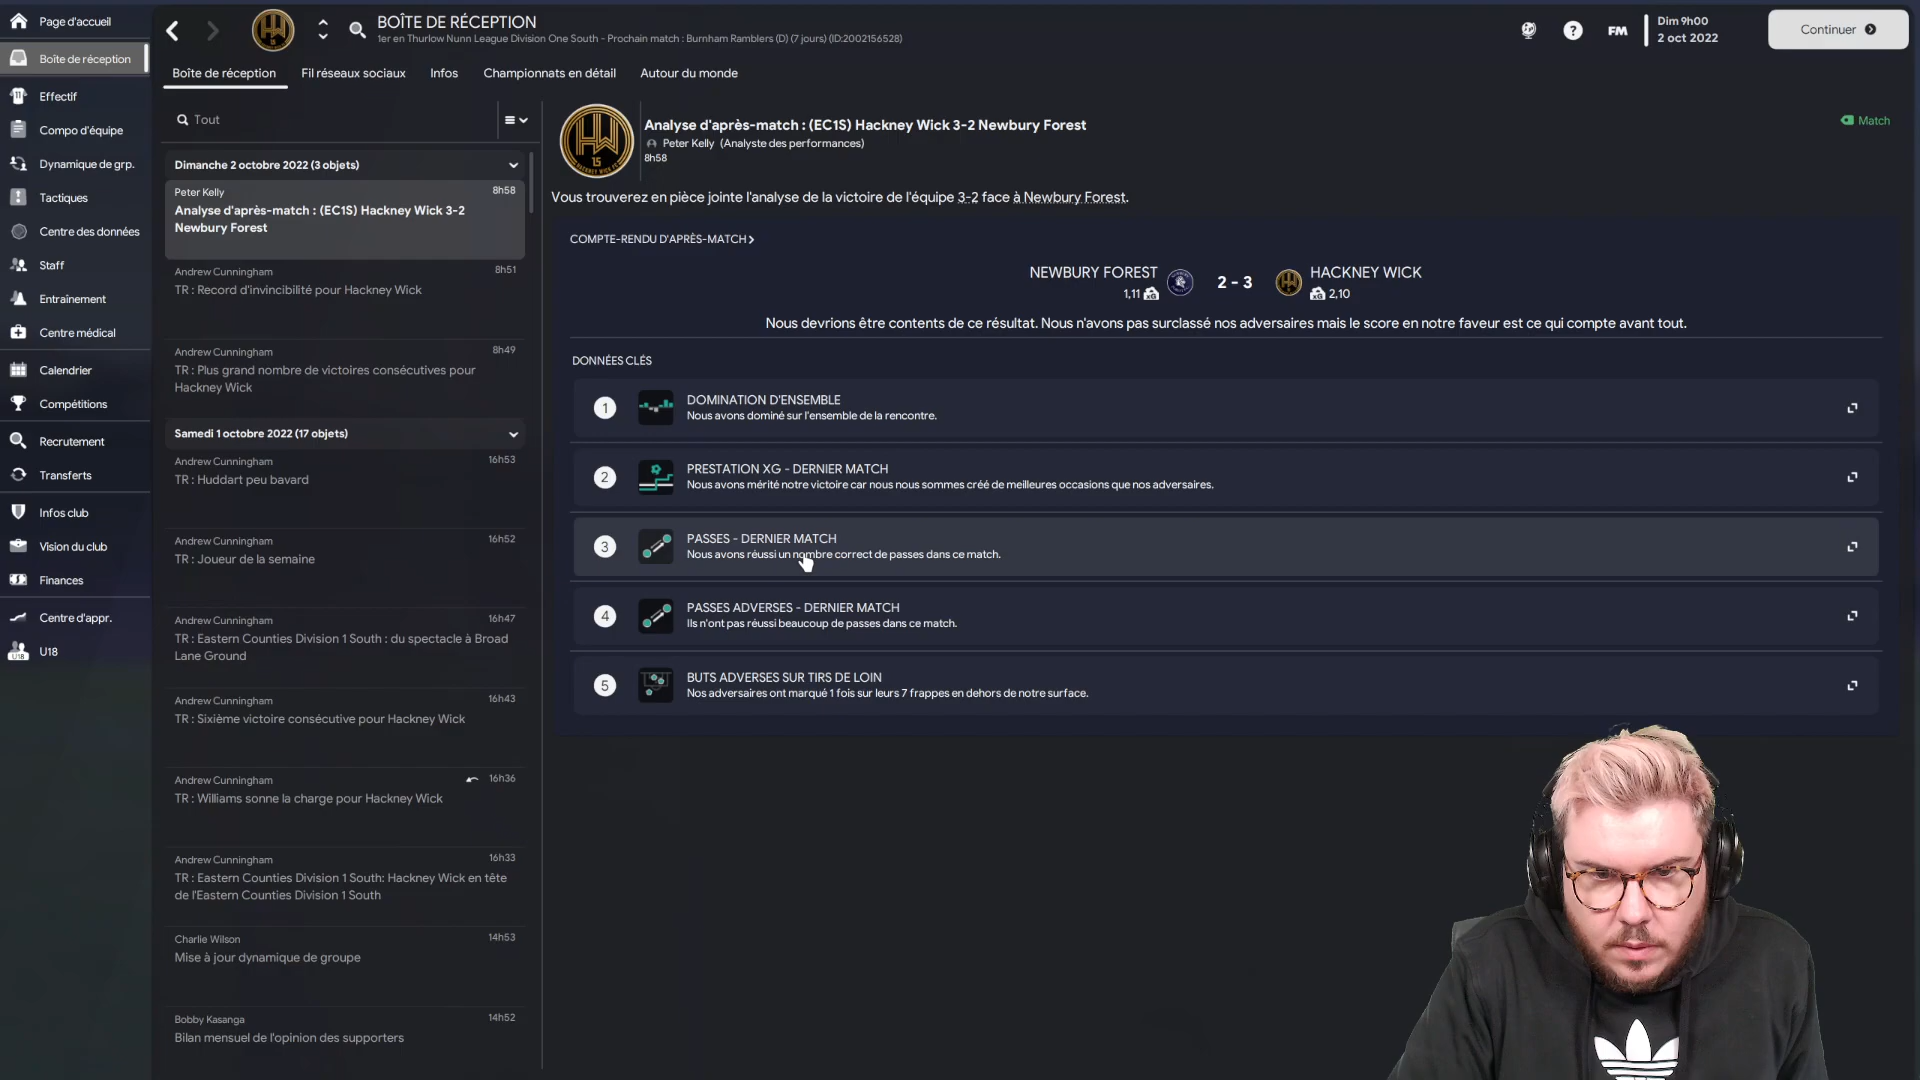 Page d'accueil
Boîte de réception
Effectif
Compo d'équipe
Dynamique de grp.
Tactiques
Centre des données
Staff
Entraînement
Centre médical
Calendrier
Compétitions
Recrutement
Transferts
Infos club
Vision du club
Finances
Centre d'appr.
U18
BOÎTE DE RÉCEPTION
1er en Thurlow Nunn League Division One South - Prochain match : Burnham Ramblers (D) (7 jours) (ID:2002156528)
FM
Dim 9h00
2 oct 2022
Continuer
Boîte de réception
Fil réseaux sociaux
Infos
Championnats en détail
Autour du monde
Tout
Dimanche 2 octobre 2022 (3 objets)
Peter Kelly 8h58
Analyse d'après-match : (EC1S) Hackney Wick 3-2
Newbury Forest
Andrew Cunningham 8h51
TR : Record d'invincibilité pour Hackney Wick
Andrew Cunningham 8h49
TR : Plus grand nombre de victoires consécutives pour
Hackney Wick
Samedi 1 octobre 2022 (17 objets)
Andrew Cunningham 16h53
TR : Huddart peu bavard
Andrew Cunningham 16h52
TR : Joueur de la semaine
Andrew Cunningham 16h47
TR : Eastern Counties Division 1 South : du spectacle à Broad
Lane Ground
Andrew Cunningham 16h43
TR : Sixième victoire consécutive pour Hackney Wick
Andrew Cunningham 16h36
TR : Williams sonne la charge pour Hackney Wick
Andrew Cunningham 16h33
TR : Eastern Counties Division 1 South: Hackney Wick en tête
de l'Eastern Counties Division 1 South
Charlie Wilson 14h53
Mise à jour dynamique de groupe
Bobby Kasanga 14h52
Bilan mensuel de l'opinion des supporters
Analyse d'après-match : (EC1S) Hackney Wick 3-2 Newbury Forest
Peter Kelly (Analyste des performances)
8h58
Match
Vous trouverez en pièce jointe l'analyse de la victoire de l'équipe 3-2 face à Newbury Forest.
COMPTE-RENDU D'APRÈS-MATCH
NEWBURY FOREST 2 - 3 HACKNEY WICK
1,11 xG xG 2,10
Nous devrions être contents de ce résultat. Nous n'avons pas surclassé nos adversaires mais le score en notre faveur est ce qui compte avant tout.
DONNÉES CLÉS
1 DOMINATION D'ENSEMBLE
Nous avons dominé sur l'ensemble de la rencontre.
2 PRESTATION XG - DERNIER MATCH
Nous avons mérité notre victoire car nous nous sommes créé de meilleures occasions que nos adversaires.
3 PASSES - DERNIER MATCH
Nous avons réussi un nombre correct de passes dans ce match.
4 PASSES ADVERSES - DERNIER MATCH
Ils n'ont pas réussi beaucoup de passes dans ce match.
5 BUTS ADVERSES SUR TIRS DE LOIN
Nos adversaires ont marqué 1 fois sur leurs 7 frappes en dehors de notre surface.